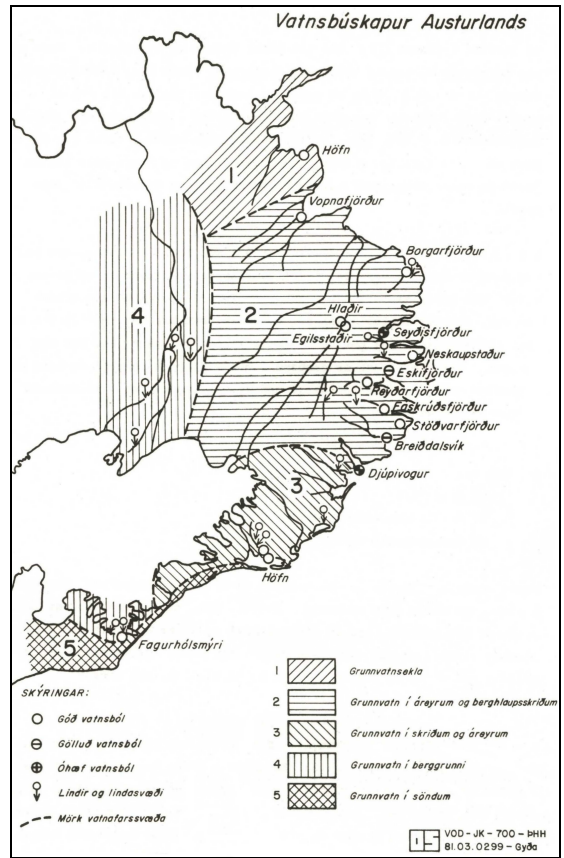 Vatnsbúskapur Austurlands
Höfn
1
Vopnafjörður
Borgarfjörður
4
2
Hlaðir
Egilsstaðir
Seyðisfjörður
Neskaupstaður
Eskifjörður
Reyðarfjörður
Fáskrúðsfjörður
Stöðvarfjörður
Breiðdalsvík
Djúpivogur
3
Höfn
Fagurhólsmýri
5
SKÝRINGAR:
Góð vatnsból
Gölluð vatnsból
Óhæf vatnsból
Lindir og lindasvæði
Mörk vatnafarssvæða
1 Grunnvatnsekla
2 Grunnvatn í áreyrum og berghlaupsskriðum
3 Grunnvatn í skriðum og áreyrum
4 Grunnvatn í berggrunni
5 Grunnvatn í söndum
VOD - JK - 700 - ÞHH
81.03.0299 - Gyða